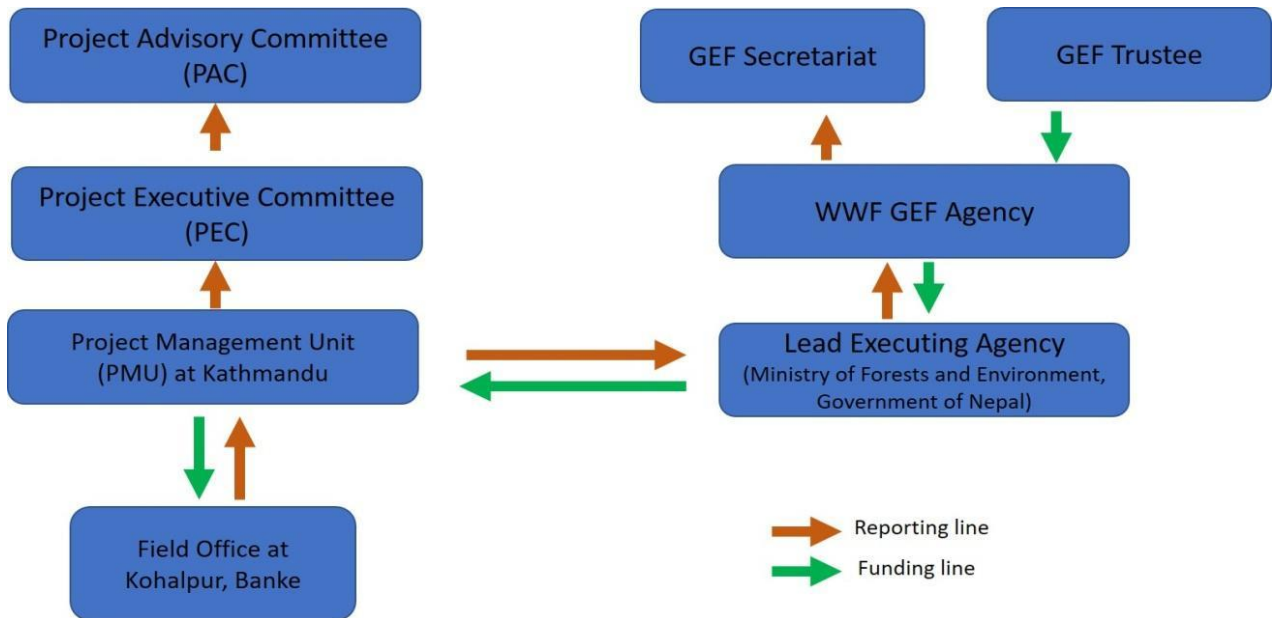 Project Advisory Committee
(PAC)
GEF Secretariat
GEF Trustee
Project Executive Committee
(PEC)
WWF GEF Agency
Project Management Unit
(PMU) at Kathmandu
Lead Executing Agency
(Ministry of Forests and Environment,
Government of Nepal)
Field Office at
Kohalpur, Banke
Reporting line
Funding line